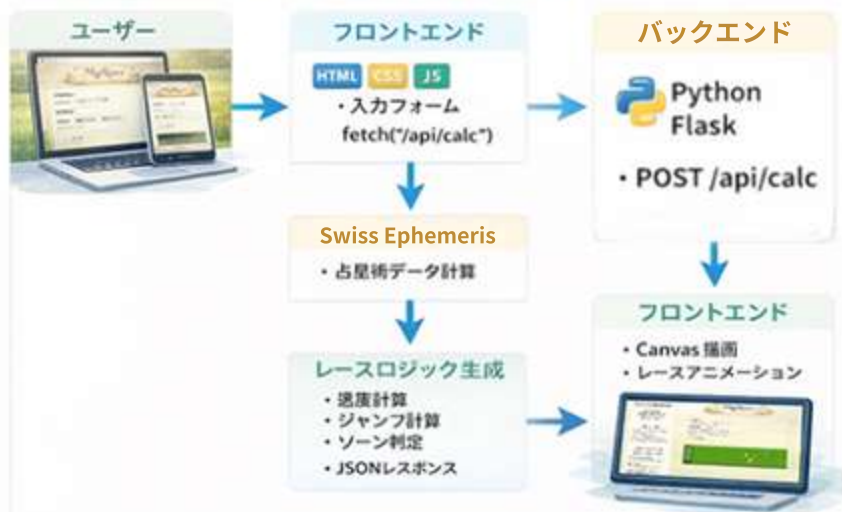 ユーザー
フロントエンド
HTML CSS JS
・入力フォーム
fetch("/api/calc")
バックエンド
Python
Flask
・POST /api/calc
Swiss Ephemeris
・占星術データ計算
レースロジック生成
計算
・ジャンフ計算
・ソーン判定
・JSONレスポンス
フロントエンド
・Canvas 描画
・レースアニメーション